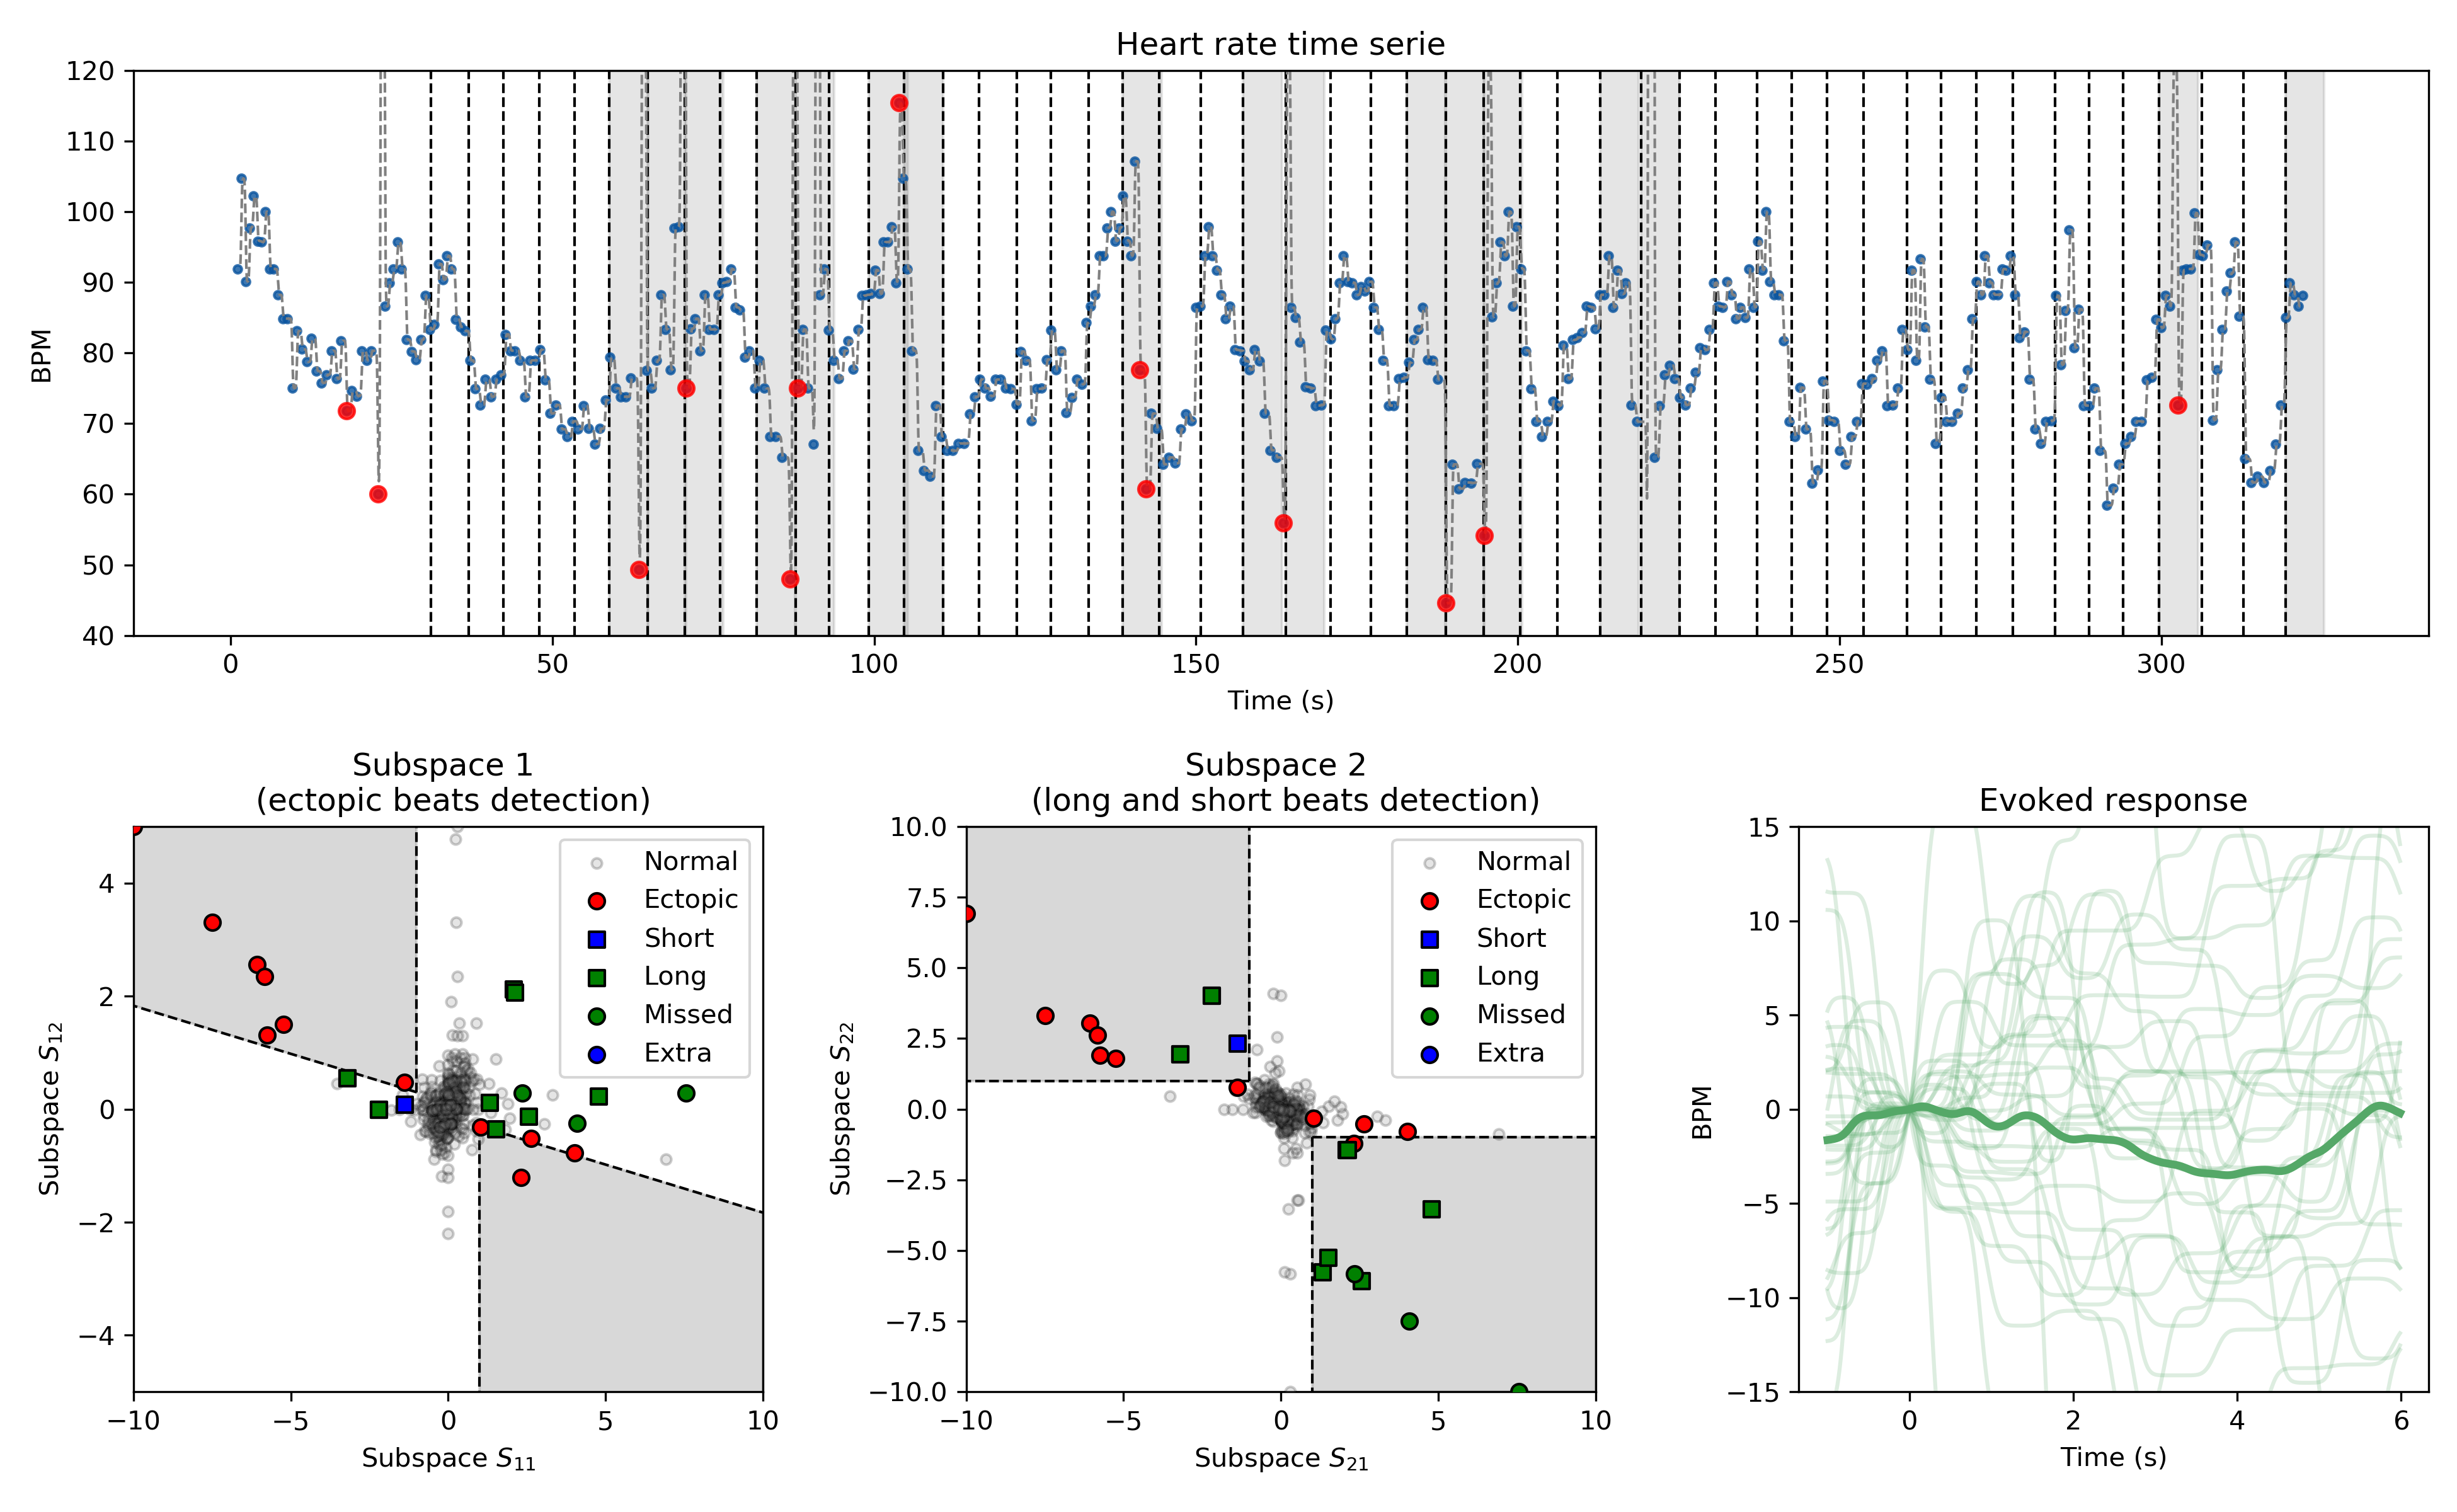 Heart rate time serie
120
110
100
90
80
70
60
50
40
BPM
0 50 100 150 200 250 300
Time (s)
Subspace 1
(ectopic beats detection)
4
2
0
−2
−4
Subspace S12
−10 −5 0 5 10
Subspace S11
Normal
Ectopic
Short
Long
Missed
Extra
Subspace 2
(long and short beats detection)
10.0
7.5
5.0
2.5
0.0
−2.5
−5.0
−7.5
−10.0
Subspace S22
−10 −5 0 5 10
Subspace S21
Normal
Ectopic
Short
Long
Missed
Extra
Evoked response
15
10
5
0
−5
−10
−15
BPM
0 2 4 6
Time (s)